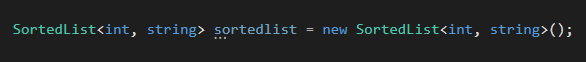 SortedList<int, string> sortedlist = new SortedList<int, string>();